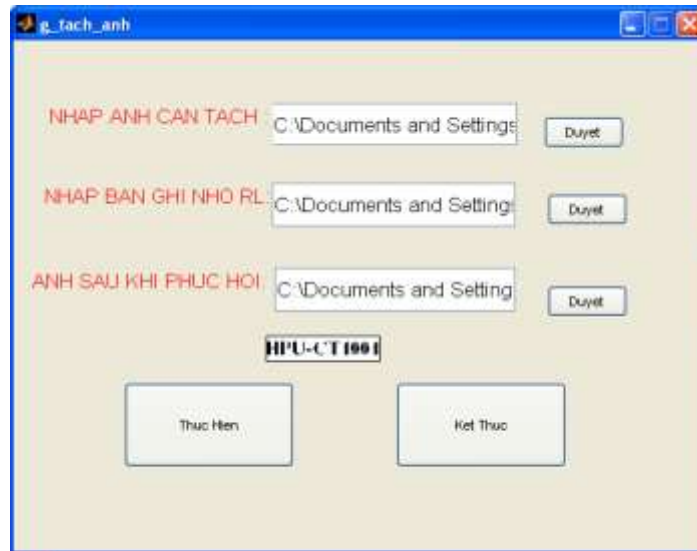 g_tach_anh
NHAP ANH CAN TACH C:\Documents and Settings Duyet
NHAP BAN GHI NHO RL C:\Documents and Setting Duyet
ANH SAU KHI PHUC HOI C:\Documents and Setting Duyet
HPU-CT1001
Thuc Hien Ket Thuc